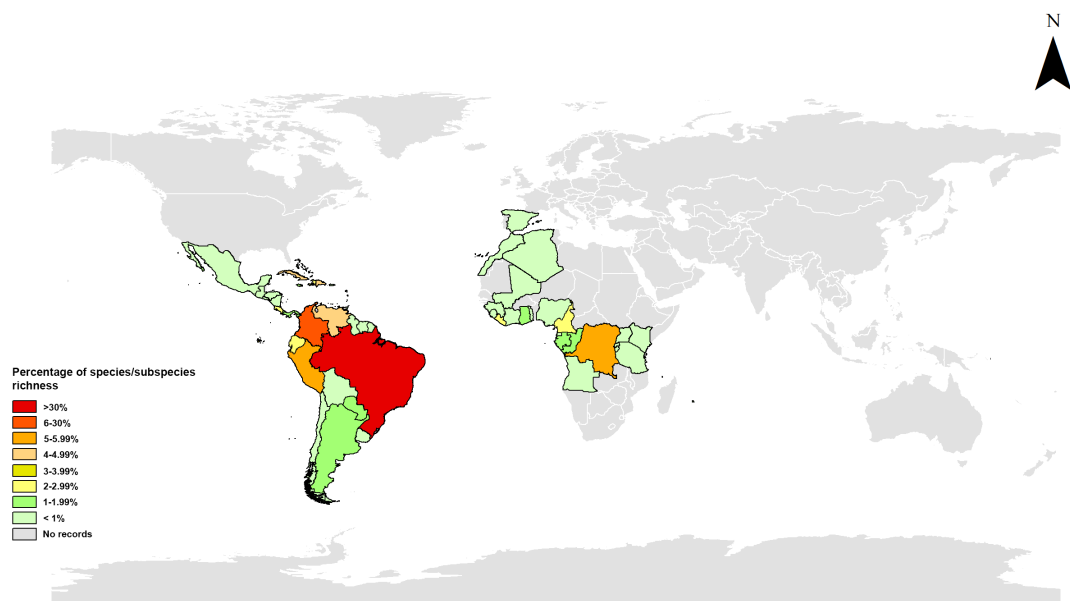 N
Percentage of species/subspecies
richness
>30%
6-30%
5-5.99%
4-4.99%
3-3.99%
2-2.99%
1-1.99%
< 1%
No records